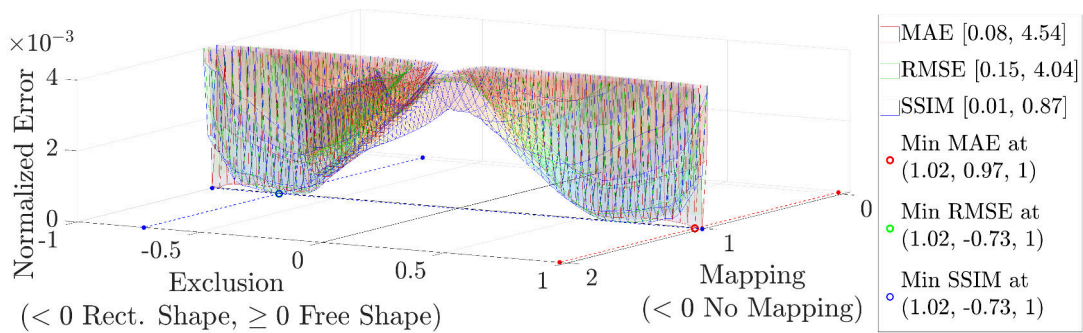 ×10⁻³
4
2
0
Normalized Error
-1
-0.5
0
0.5
1
Exclusion
(< 0 Rect. Shape, ≥ 0 Free Shape)
2
1
0
Mapping
(< 0 No Mapping)
MAE [0.08, 4.54]
RMSE [0.15, 4.04]
SSIM [0.01, 0.87]
Min MAE at
(1.02, 0.97, 1)
Min RMSE at
(1.02, -0.73, 1)
Min SSIM at
(1.02, -0.73, 1)